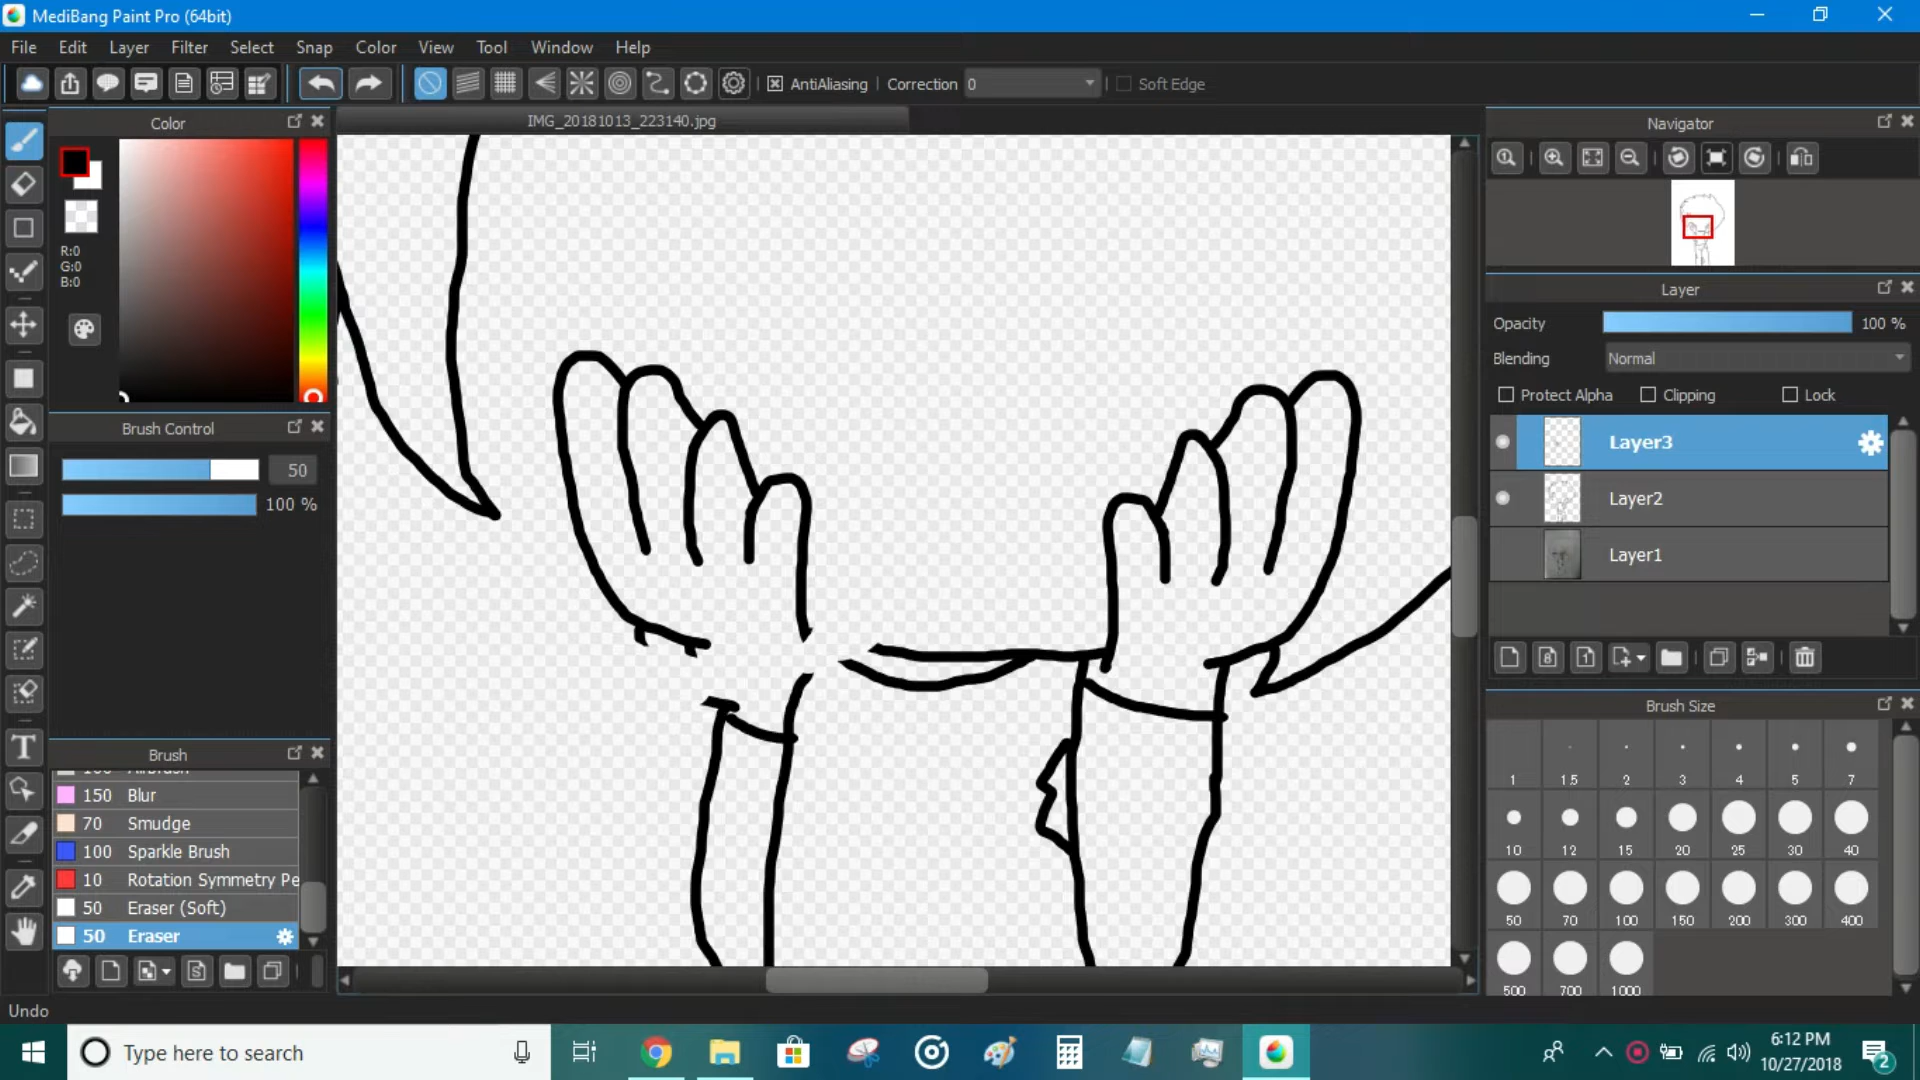 MediBang Paint Pro (64bit)
File Edit Layer Filter Select Snap Color View Tool Window Help
AntiAliasing Correction 0 Soft Edge
Color
IMG_20181013_223140.jpg
Navigator
R:0
G:0
B:0
Layer
Opacity 100 %
Blending Normal
Protect Alpha Clipping Lock
Layer3
Layer2
Layer1
Brush Control
50
100 %
Brush
150 Blur
70 Smudge
100 Sparkle Brush
10 Rotation Symmetry Pe
50 Eraser (Soft)
50 Eraser
Brush Size
1 1.5 2 3 4 5 7
10 12 15 20 25 30 40
50 70 100 150 200 300 400
500 700 1000
Undo
Type here to search
6:12 PM
10/27/2018
2